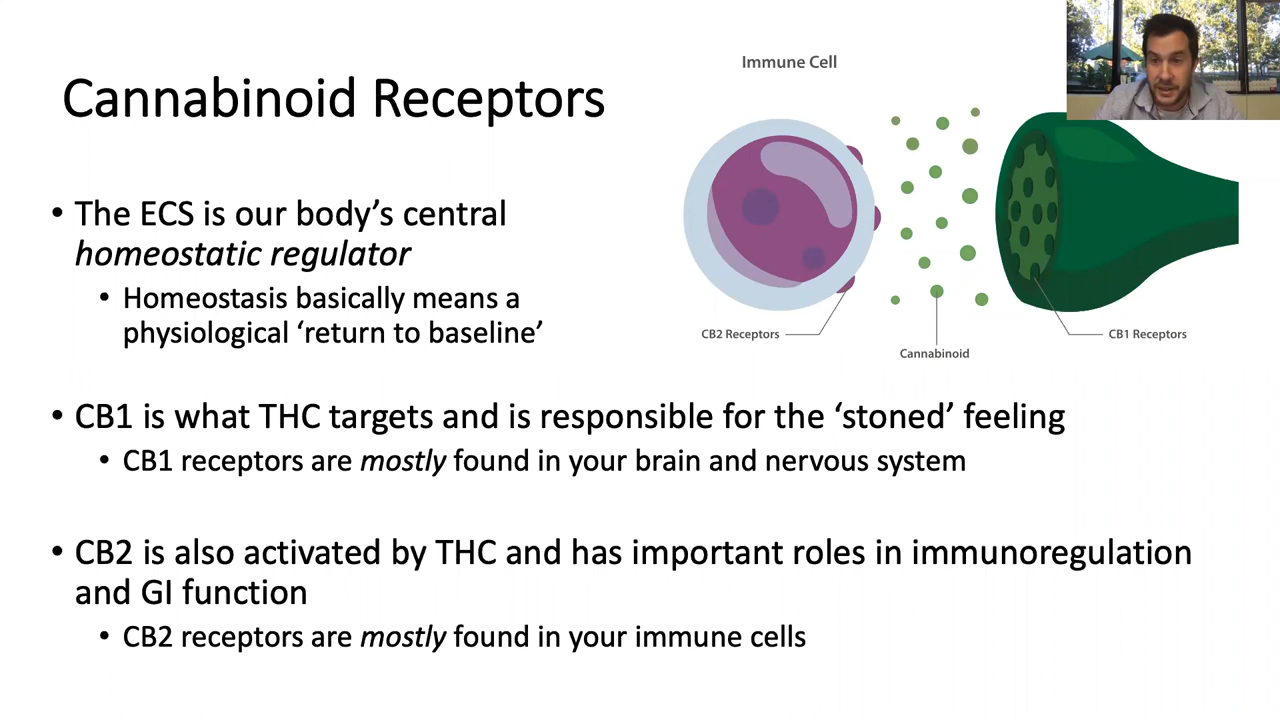 Cannabinoid Receptors
• The ECS is our body’s central
homeostatic regulator
• Homeostasis basically means a
physiological ‘return to baseline’
• CB1 is what THC targets and is responsible for the ‘stoned’ feeling
• CB1 receptors are mostly found in your brain and nervous system
• CB2 is also activated by THC and has important roles in immunoregulation
and GI function
• CB2 receptors are mostly found in your immune cells
Immune Cell
CB2 Receptors
Cannabinoid
CB1 Receptors